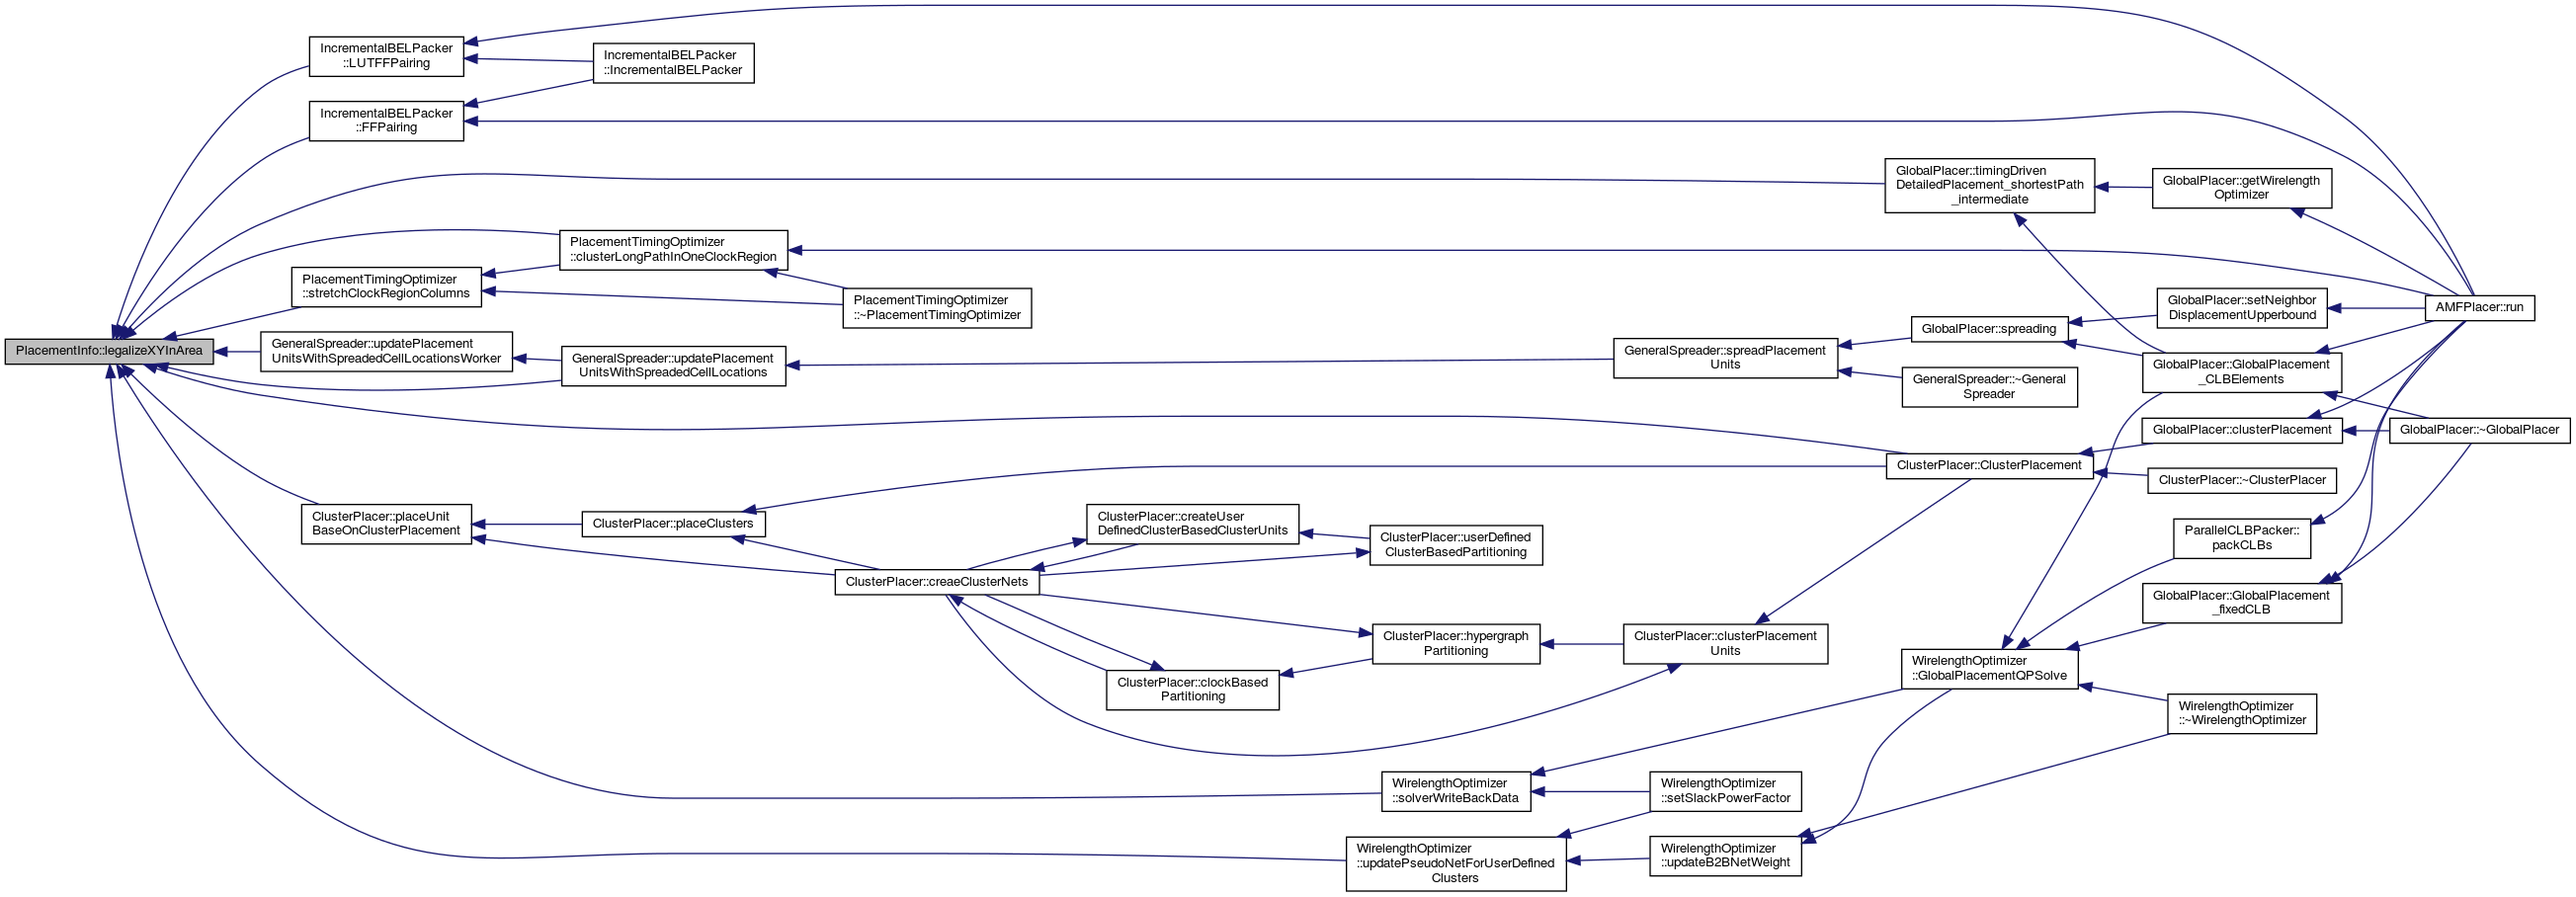 IncrementalBELPacker
::LUTFFPairing
IncrementalBELPacker
::IncrementalBELPacker
IncrementalBELPacker
::FFPairing
GlobalPlacer::timingDriven
DetailedPlacement_shortestPath
_intermediate
GlobalPlacer::getWirelength
Optimizer
PlacementTimingOptimizer
::clusterLongPathInOneClockRegion
PlacementTimingOptimizer
::stretchClockRegionColumns
PlacementTimingOptimizer
::~PlacementTimingOptimizer
GlobalPlacer::setNeighbor
DisplacementUpperbound
AMFPlacer::run
GlobalPlacer::spreading
PlacementInfo::legalizeXYInArea
GeneralSpreader::updatePlacement
UnitsWithSpreadedCellLocationsWorker
GeneralSpreader::updatePlacement
UnitsWithSpreadedCellLocations
GeneralSpreader::spreadPlacement
Units
GlobalPlacer::GlobalPlacement
_CLBElements
GeneralSpreader::~General
Spreader
GlobalPlacer::clusterPlacement
GlobalPlacer::~GlobalPlacer
ClusterPlacer::ClusterPlacement
ClusterPlacer::~ClusterPlacer
ClusterPlacer::placeUnit
BaseOnClusterPlacement
ClusterPlacer::placeClusters
ClusterPlacer::createUser
DefinedClusterBasedClusterUnits
ClusterPlacer::userDefined
ClusterBasedPartitioning
ParallelCLBPacker::
packCLBs
ClusterPlacer::creaeClusterNets
GlobalPlacer::GlobalPlacement
_fixedCLB
ClusterPlacer::hypergraph
Partitioning
ClusterPlacer::clusterPlacement
Units
ClusterPlacer::clockBased
Partitioning
WirelengthOptimizer
::GlobalPlacementQPSolve
WirelengthOptimizer
::~WirelengthOptimizer
WirelengthOptimizer
::solverWriteBackData
WirelengthOptimizer
::setSlackPowerFactor
WirelengthOptimizer
::updatePseudoNetForUserDefined
Clusters
WirelengthOptimizer
::updateB2BNetWeight